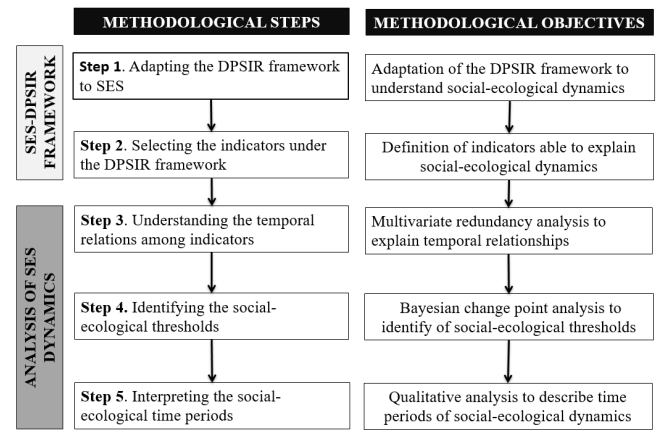 METHODOLOGICAL STEPS
METHODOLOGICAL OBJECTIVES
SES-DPSIR
FRAMEWORK
Step 1. Adapting the DPSIR framework
to SES
Adaptation of the DPSIR framework to
understand social-ecological dynamics
Step 2. Selecting the indicators under
the DPSIR framework
Definition of indicators able to explain
social-ecological dynamics
ANALYSIS OF SES
DYNAMICS
Step 3. Understanding the temporal
relations among indicators
Multivariate redundancy analysis to
explain temporal relationships
Step 4. Identifying the social-
ecological thresholds
Bayesian change point analysis to
identify of social-ecological thresholds
Step 5. Interpreting the social-
ecological time periods
Qualitative analysis to describe time
periods of social-ecological dynamics